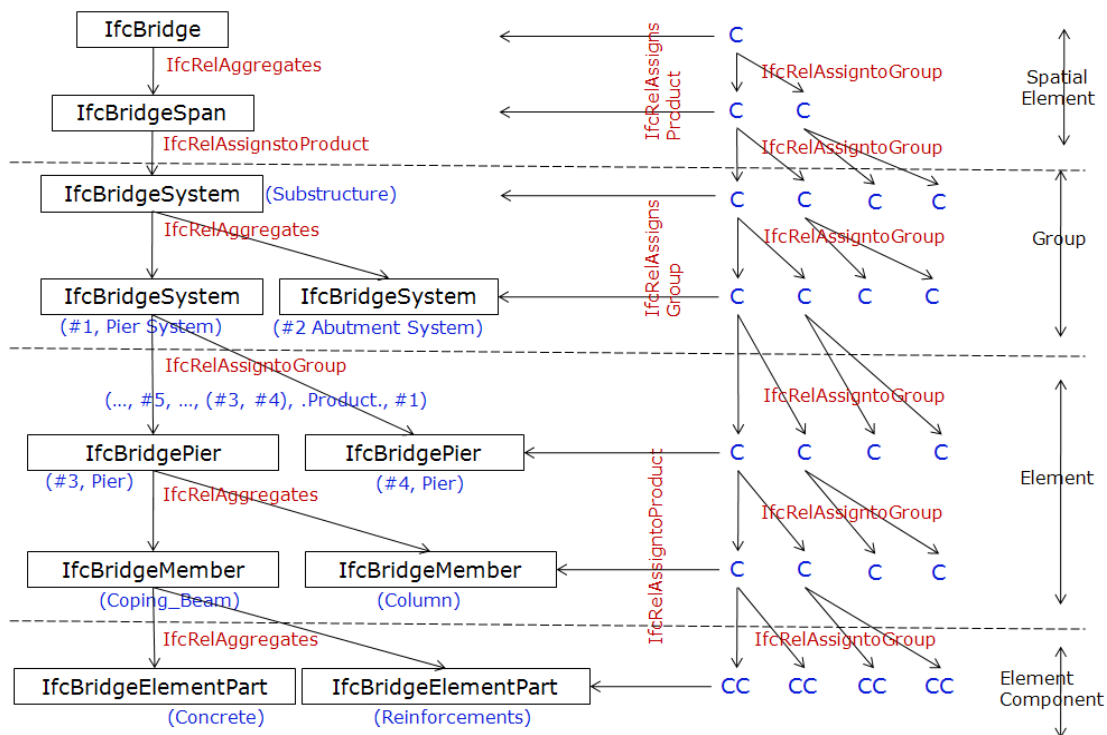 IfcBridge
C
IfcRelAggregates
IfcRelAssigntoGroup
IfcRelAssigns
Product
Spatial
Element
IfcBridgeSpan
C C
IfcRelAssignstoProduct
IfcRelAssigntoGroup
IfcBridgeSystem
(Substructure)
C C C C
IfcRelAggregates
IfcRelAssigntoGroup
IfcRelAssigns
Group
Group
IfcBridgeSystem
IfcBridgeSystem
C C C C
(#1, Pier System)
(#2 Abutment System)
IfcRelAssigntoGroup
(..., #5, ..., (#3, #4), .Product., #1)
IfcRelAssigntoGroup
IfcBridgePier
IfcBridgePier
C C C C
(#3, Pier)
(#4, Pier)
Element
IfcRelAggregates
IfcRelAssigntoProduct
IfcRelAssigntoGroup
IfcBridgeMember
IfcBridgeMember
C C C C
(Coping_Beam)
(Column)
IfcRelAggregates
IfcRelAssigntoGroup
IfcBridgeElementPart
IfcBridgeElementPart
CC CC CC CC
Element
Component
(Concrete)
(Reinforcements)